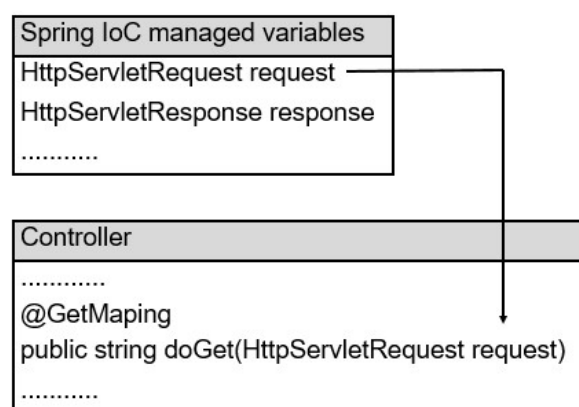 Spring IoC managed variables
HttpServletRequest request
HttpServletResponse response
...........
Controller
............
@GetMaping
public string doGet(HttpServletRequest request)
...........